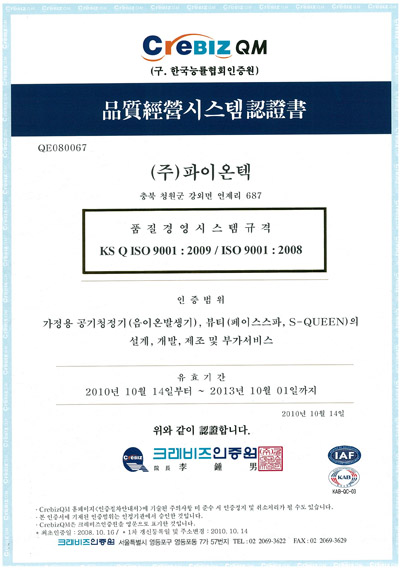 CREBIZ QM
(구. 한국능률협회인증원)
品質經營시스템認證書
QE080067
(주)파이온텍
충북 청원군 강외면 연제리 687
품질경영시스템규격
KS Q ISO 9001 : 2009 / ISO 9001 : 2008
인증범위
가정용 공기청정기(음이온발생기), 뷰티(페이스스파, S-QUEEN)의
설계, 개발, 제조 및 부가서비스
유효기간
2010년 10월 14일부터 ~ 2013년 10월 01일까지
2010년 10월 14일
위와 같이 認證합니다.
크레비즈인증원
院長 李鍾男
IAF
KAB
KAB-QC-03
· CrebizQM 홈페이지(인증절차안내서)에 기술된 주의사항 미 준수 시 인증정지 및 취소처리가 될 수도 있습니다.
· 본 인증서에 기재된 인증범위는 인정기관에서 승인한 것입니다.
· CrebizQM은 크레비즈인증원을 영문으로 표기한 것입니다.
* 최초인증일 : 2008. 10. 16 / * 1차 갱신등록일 및 주소변경 : 2010. 10. 14
크레비즈인증원 서울특별시 영등포구 영등포동 7가 57번지 TEL : 02 2069-3622 FAX : 02 2069-3629